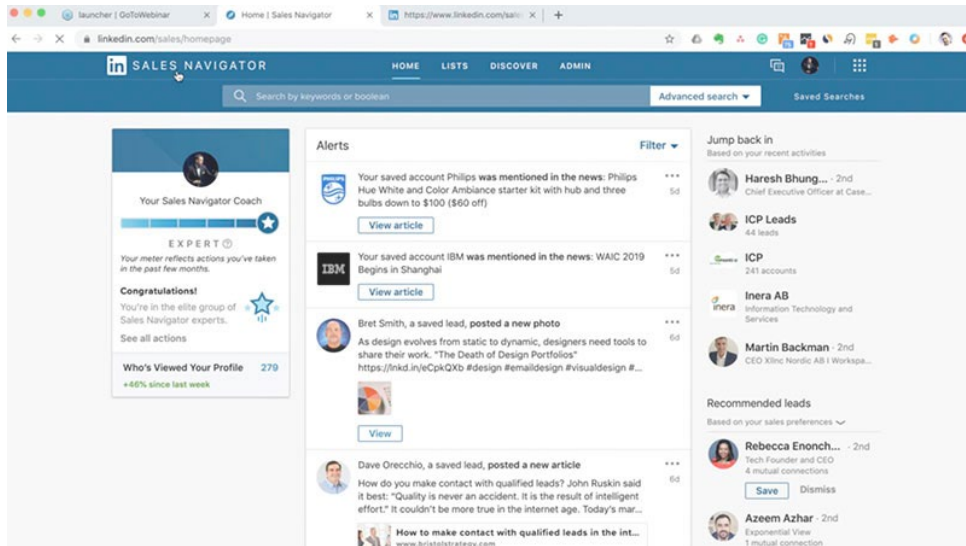 launcher | GoToWebinar
Home | Sales Navigator
https://www.linkedin.com/sale
linkedin.com/sales/homepage
in SALES NAVIGATOR
HOME LISTS DISCOVER ADMIN
Search by keywords or boolean
Advanced search
Saved Searches
Your Sales Navigator Coach
EXPERT
Your meter reflects actions you've taken
in the past few months.
Congratulations!
You're in the elite group of
Sales Navigator experts.
See all actions
Who's Viewed Your Profile 279
+46% since last week
Alerts
Filter
PHILIPS
Your saved account Philips was mentioned in the news: Philips
Hue White and Color Ambiance starter kit with hub and three
bulbs down to $100 ($60 off)
5d
View article
IBM
Your saved account IBM was mentioned in the news: WAIC 2019
Begins in Shanghai
5d
View article
Bret Smith, a saved lead, posted a new photo
6d
As design evolves from static to dynamic, designers need tools to
share their work. "The Death of Design Portfolios"
https://lnkd.in/eCpkQXb #design #emaildesign #visualdesign #...
View
Dave Orecchio, a saved lead, posted a new article
6d
How do you make contact with qualified leads? John Ruskin said
it best: "Quality is never an accident. It is the result of intelligent
effort." It couldn't be more true in the internet age. Today's mar...
How to make contact with qualified leads in the int...
www.bristolstrategy.com
Jump back in
Based on your recent activities
Haresh Bhung... · 2nd
Chief Executive Officer at Case...
ICP Leads
44 leads
ICP
241 accounts
inera
Inera AB
Information Technology and
Services
Martin Backman · 2nd
CEO XIInc Nordic AB I Workspa...
Recommended leads
Based on your sales preferences
Rebecca Enonch... · 2nd
Tech Founder and CEO
4 mutual connections
Save Dismiss
Azeem Azhar · 2nd
Exponential View
1 mutual connection